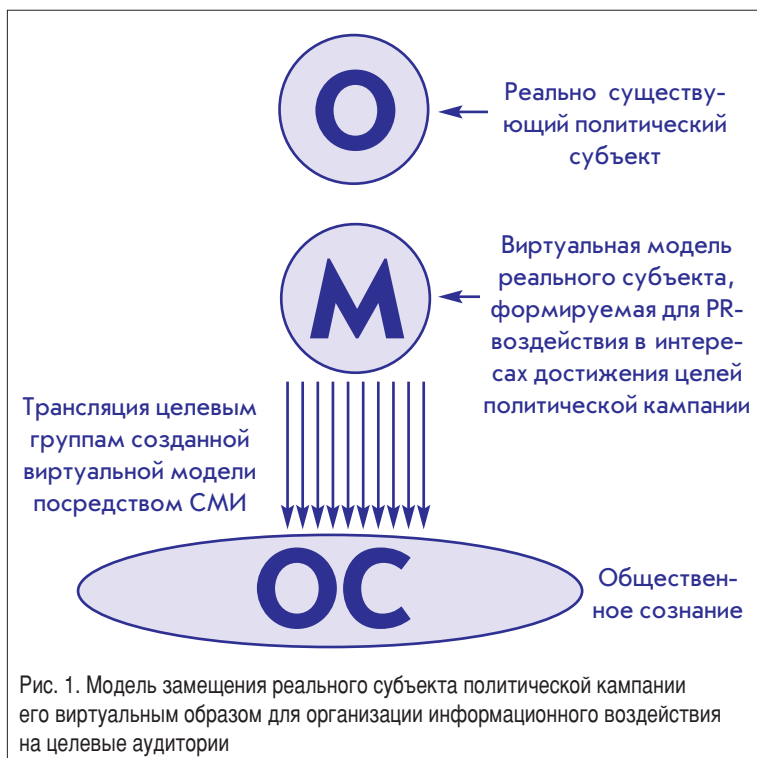 О
Реально существу-
ющий политический
субъект
М
Виртуальная модель
реального субъекта,
формируемая для PR-
воздействия в интере-
сах достижения целей
политической кампании
Трансляция целевым
группам созданной
виртуальной модели
посредством СМИ
ОС
Общественн-
ное сознание
Рис. 1. Модель замещения реального субъекта политической кампании
его виртуальным образом для организации информационного воздействия
на целевые аудитории